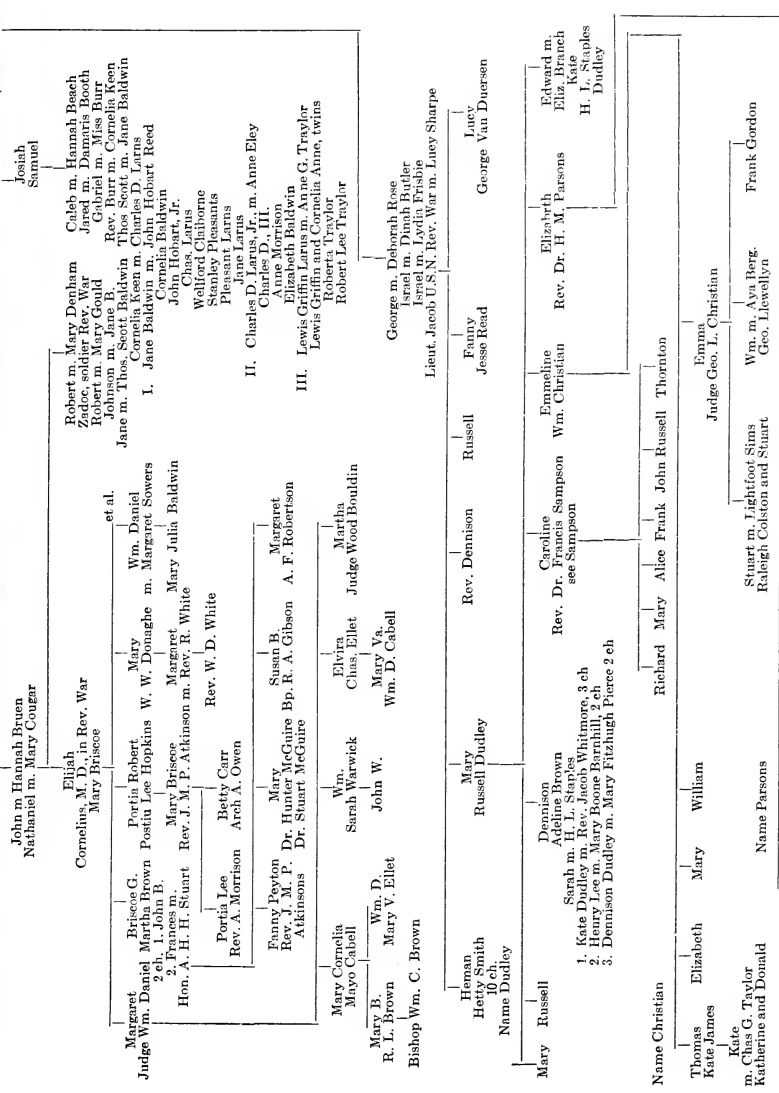 John m Hannah Bruen
Nathaniel m. Mary Cougar
Josiah
Samuel
Elijah
Cornelius, M. D., in Rev. War
Mary Briscoe
et al.
Robert m. Mary Denham
Zadoc, soldier Rev. War
Robert m. Mary Gould
Johnson m. Jane B.
Jane m. Thos. Scott Baldwin
Caleb m. Hannah Beach
Jared m. Damaris Booth
Gabriel m. Miss Burr
Rev. Burr m. Cornelia Keen
Thos Scott m. Jane Baldwin
Cornelia Keen m. Charles D. Larns
I. Jane Baldwin m. John Hobart Reed
Cornelia Baldwin
John Hobart, Jr.
Chas. Larus
Wellford Claiborne
Stanley Pleasants
Pleasant Larns
Jane Larus
II. Charles D. Larus, Jr., m. Anne Eley
Charles D., III.
Anne Morrison
Elizabeth Baldwin
III. Lewis Griffin Larus m. Anne G. Traylor
Lewis Griffin and Cornelia Anne, twins
Roberta Traylor
Robert Lee Traylor
Margaret
Judge Wm. Daniel
Briscoe G.
Martha Brown
2 ch. 1. John B.
2. Frances m.
Hon. A. H. H. Stuart
Portia Robert
Postiu Lee Hopkins
Mary
W. W. Donaghe
Wm. Daniel
m. Margaret Sowers
Mary Briscoe
Rev. J. M. P. Atkinson
Margaret
m. Rev. R. White
Mary Julia Baldwin
Rev. W. D. White
Portia Lee
Rev. A. Morrison
Betty Carr
Arch A. Owen
Fanny Peyton
Rev. J. M. P.
Atkinsons
Mary
Dr. Hunter McGuire
Dr. Stuart McGuire
Susan B.
Bp. R. A. Gibson
Margaret
A. F. Robertson
Mary Cornelia
Mayo Cabell
Wm.
Sarah Warwick
Elvira
Chas. Ellet
Martha
Judge Wood Bouldin
Mary B.
R. L. Brown
Wm. D.
Mary V. Ellet
John W.
Mary Va.
Wm. D. Cabell
Bishop Wm. C. Brown
George m. Deborah Rose
Israel m. Dinah Butler
Israel m. Lydia Frisbie
Lieut. Jacob U.S.N. Rev. War m. Lucy Sharpe
Heman
Hetty Smith
10 ch.
Name Dudley
Mary
Russell Dudley
Rev. Dennison
Russell
Fanny
Jesse Read
Lucy
George Van Duersen
Mary
Russell
Dennison
Adeline Brown
Sarah m. H. L. Staples
1. Kate Dudley m. Rev. Jacob Whitmore, 3 ch
2. Henry Lee m. Mary Boone Barnhill, 2 ch
3. Dennison Dudley m. Mary Fitzhugh Pierce 2 ch
Caroline
Rev. Dr. Francis Sampson
see Sampson
Emmeline
Wm. Christian
Elizabeth
Rev. Dr. H. M. Parsons
Edward m.
Eliz. Branch
Kate
H. L. Staples
Dudley
Richard Mary Alice Frank John Russell Thornton
Name Christian
Thomas
Kate James
Elizabeth
Mary
William
Emma
Judge Geo. L. Christian
Kate
m. Chas G. Taylor
Katherine and Donald
Name Parsons
Stuart m. Lightfoot Sims
Raleigh Colston and Stuart
Wm. m. Aya Berg.
Geo. Llewellyn
Frank Gordon